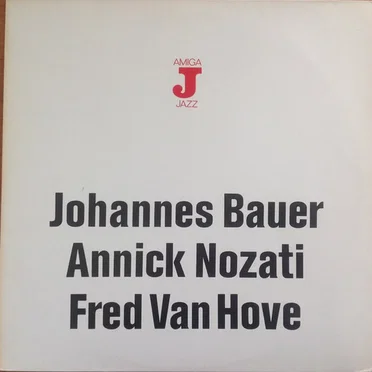 AMIGA
J
JAZZ
Johannes Bauer
Annick Nozati
Fred Van Hove